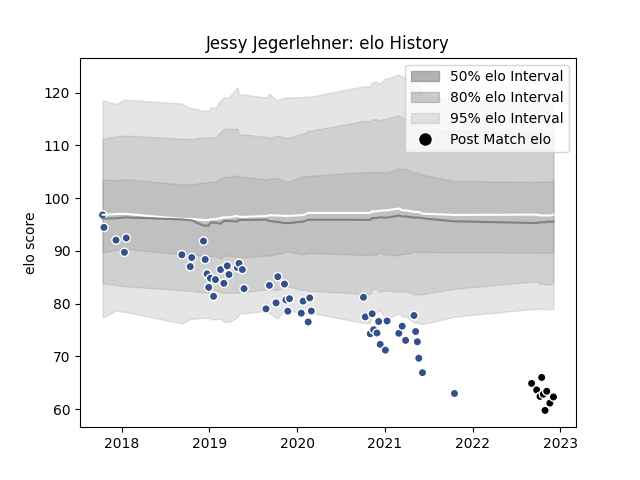 Jessy Jegerlehner: elo History
50% elo Interval
80% elo Interval
95% elo Interval
Post Match elo
elo score
120
110
100
90
80
70
60
2018 2019 2020 2021 2022 2023